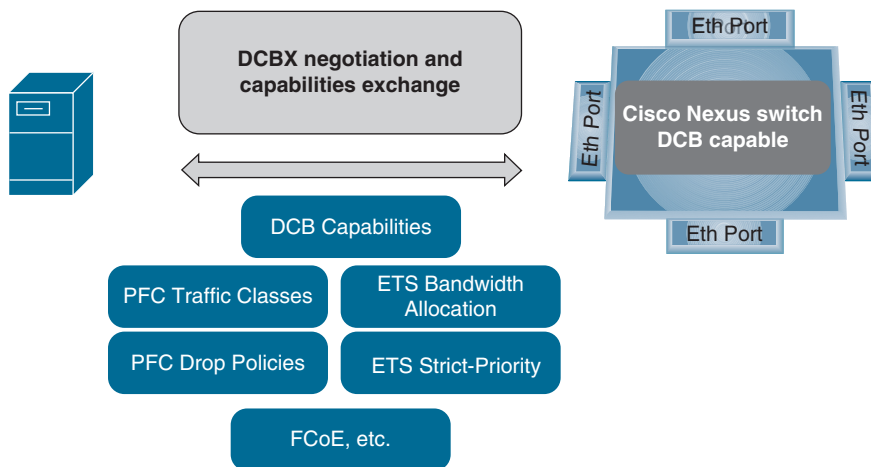 DCBX negotiation and
capabilities exchange
Eth Port
Eth Port
Cisco Nexus switch
DCB capable
Eth Port
Eth Port
DCB Capabilities
PFC Traffic Classes
ETS Bandwidth
Allocation
PFC Drop Policies
ETS Strict-Priority
FCoE, etc.